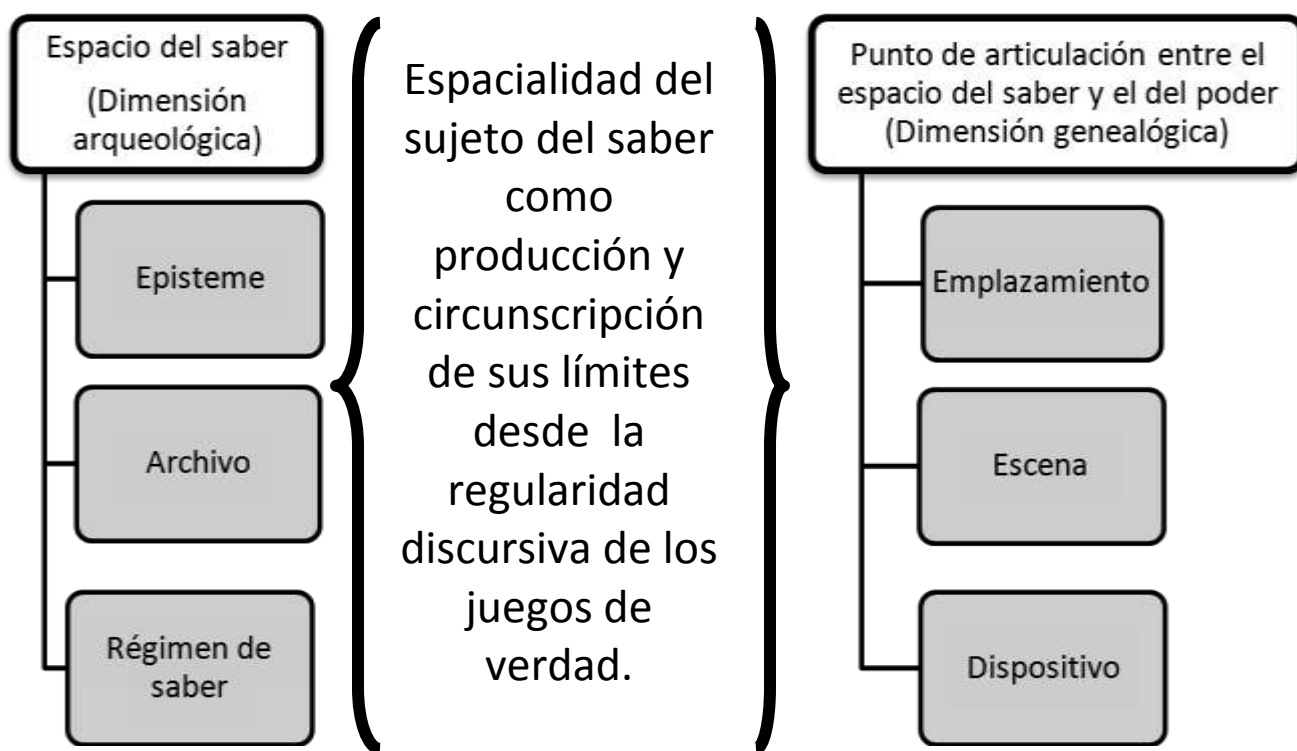 Espacio del saber
(Dimensión
arqueológica)
Episteme
Archivo
Régimen de
saber
Espacialidad del
sujeto del saber
como
producción y
circunscripción
de sus límites
desde  la
regularidad
discursiva de los
juegos de
verdad.
Punto de articulación entre el
espacio del saber y el del poder
(Dimensión genealógica)
Emplazamiento
Escena
Dispositivo